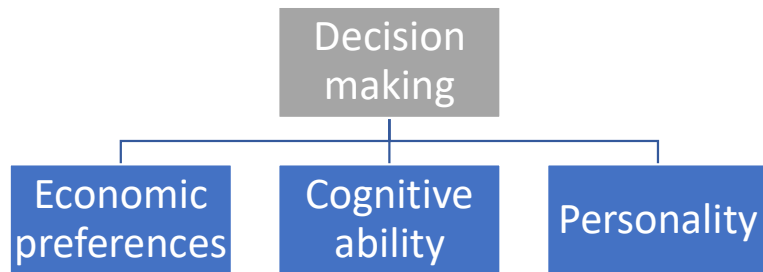 Decision
making
Economic
preferences
Cognitive
ability
Personality